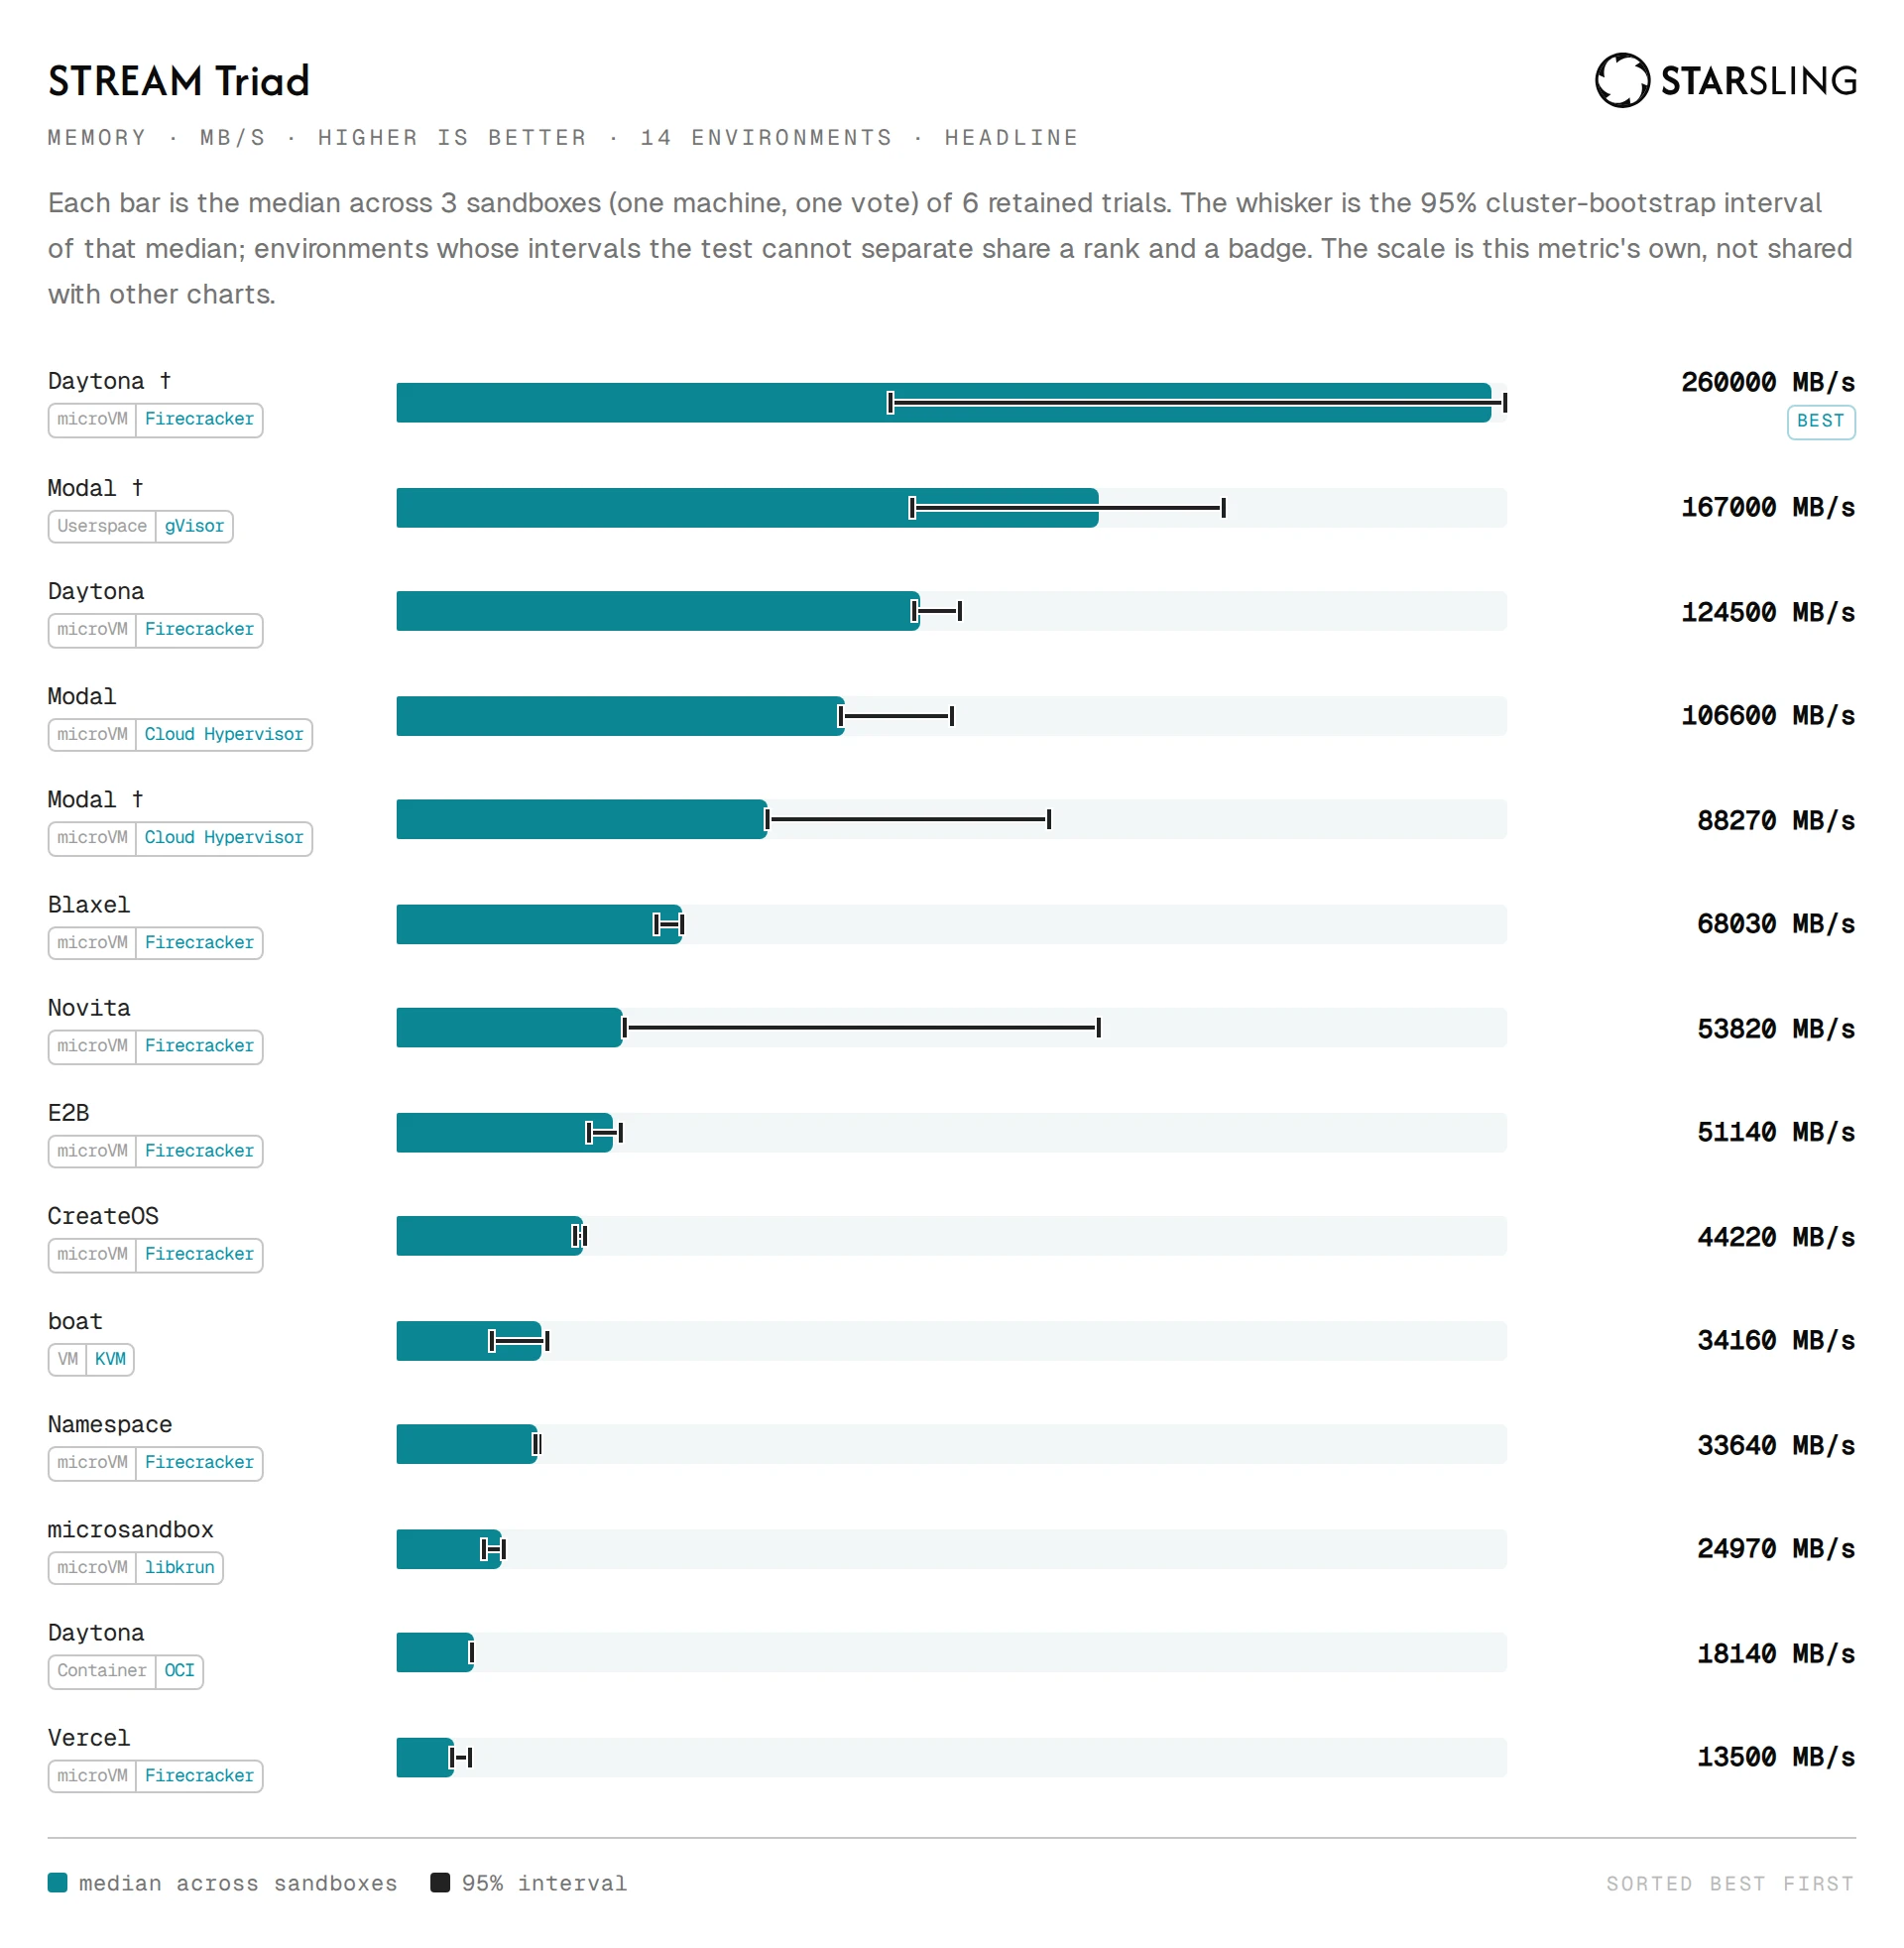 STREAM Triad
STARSLING
MEMORY · MB/S · HIGHER IS BETTER · 14 ENVIRONMENTS · HEADLINE
Each bar is the median across 3 sandboxes (one machine, one vote) of 6 retained trials. The whisker is the 95% cluster-bootstrap interval
of that median; environments whose intervals the test cannot separate share a rank and a badge. The scale is this metric's own, not shared
with other charts.
Daytona †
260000 MB/s
microVM Firecracker
BEST
Modal †
167000 MB/s
Userspace gVisor
Daytona
124500 MB/s
microVM Firecracker
Modal
106600 MB/s
microVM Cloud Hypervisor
Modal †
88270 MB/s
microVM Cloud Hypervisor
Blaxel
68030 MB/s
microVM Firecracker
Novita
53820 MB/s
microVM Firecracker
E2B
51140 MB/s
microVM Firecracker
CreateOS
44220 MB/s
microVM Firecracker
boat
34160 MB/s
VM KVM
Namespace
33640 MB/s
microVM Firecracker
microsandbox
24970 MB/s
microVM libkrun
Daytona
18140 MB/s
Container OCI
Vercel
13500 MB/s
microVM Firecracker
median across sandboxes 95% interval
SORTED BEST FIRST